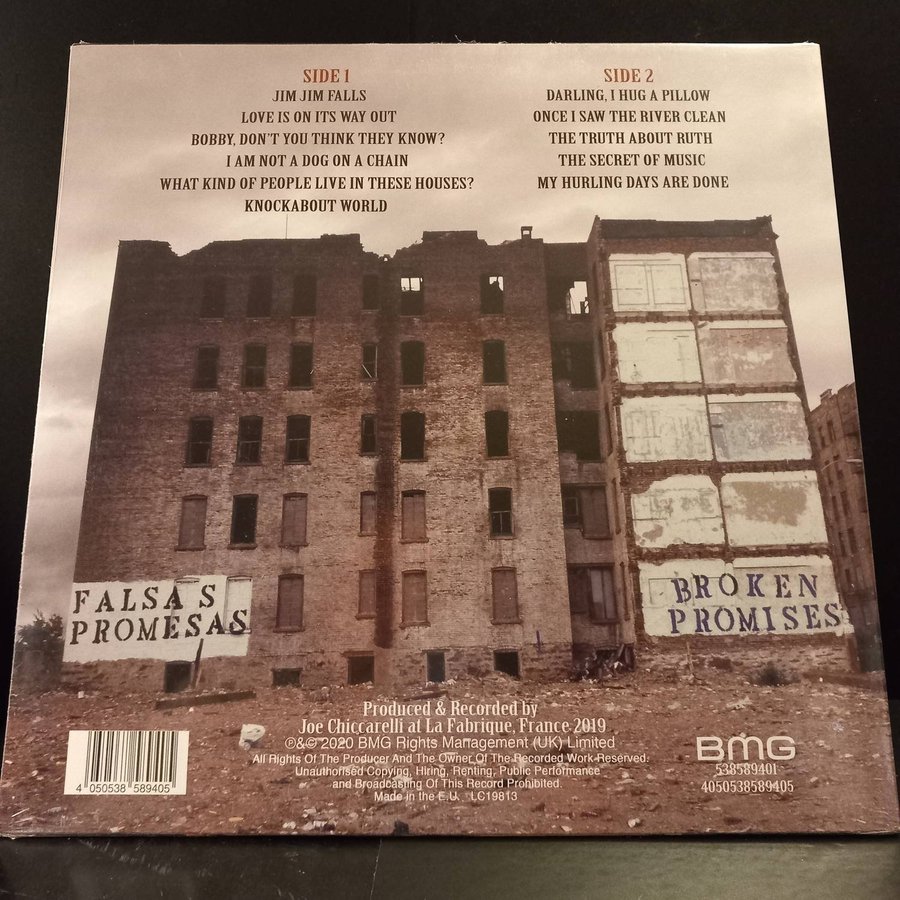 SIDE 1
JIM JIM FALLS
LOVE IS ON ITS WAY OUT
BOBBY, DON'T YOU THINK THEY KNOW?
I AM NOT A DOG ON A CHAIN
WHAT KIND OF PEOPLE LIVE IN THESE HOUSES?
KNOCKABOUT WORLD
SIDE 2
DARLING, I HUG A PILLOW
ONCE I SAW THE RIVER CLEAN
THE TRUTH ABOUT RUTH
THE SECRET OF MUSIC
MY HURLING DAYS ARE DONE
FALSAS
PROMESAS
BROKEN
PROMISES
Produced & Recorded by
Joe Chiccarelli at La Fabrique, France 2019
℗&© 2020 BMG Rights Management (UK) Limited
All Rights Of The Producer And The Owner Of The Recorded Work Reserved.
Unauthorised Copying, Hiring, Renting, Public Performance
and Broadcasting Of This Record Prohibited.
Made in the E.U. LC19813
4 050538 589405
BMG
538589401
4050538589405